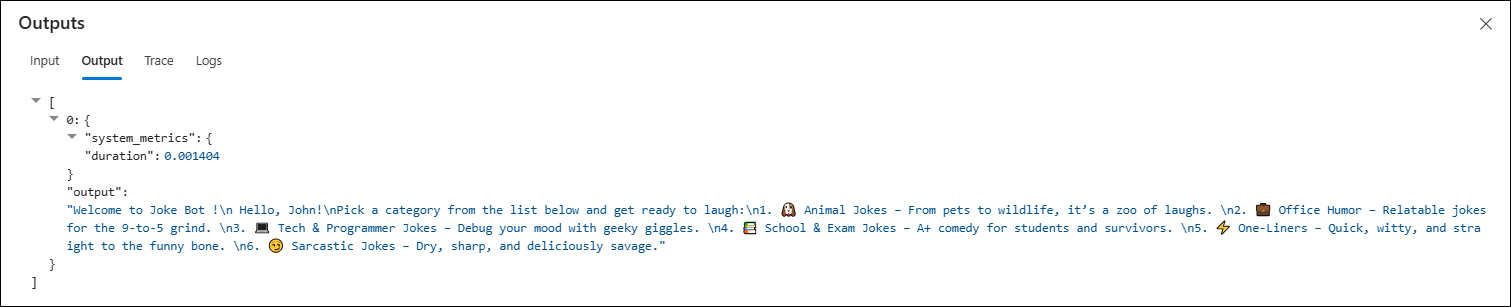 Outputs
Input Output Trace Logs
[
0: {
"system_metrics": {
"duration": 0.001404
}
"output":
"Welcome to Joke Bot !\n Hello, John!\nPick a category from the list below and get ready to laugh:\n1. 🐶 Animal Jokes – From pets to wildlife, it’s a zoo of laughs. \n2. 💼 Office Humor – Relatable jokes
for the 9-to-5 grind. \n3. 💻 Tech & Programmer Jokes – Debug your mood with geeky giggles. \n4. 📚 School & Exam Jokes – A+ comedy for students and survivors. \n5. ⚡ One-Liners – Quick, witty, and stra
ight to the funny bone. \n6. 😏 Sarcastic Jokes – Dry, sharp, and deliciously savage."
}
]